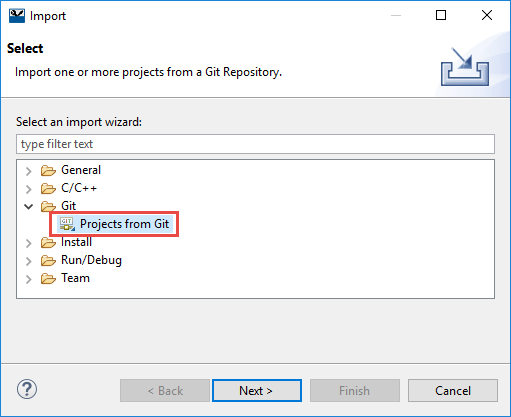 Import
Select
Import one or more projects from a Git Repository.
Select an import wizard:
type filter text
General
C/C++
Git
GIT
Projects from Git
Install
Run/Debug
Team
?
< Back
Next >
Finish
Cancel